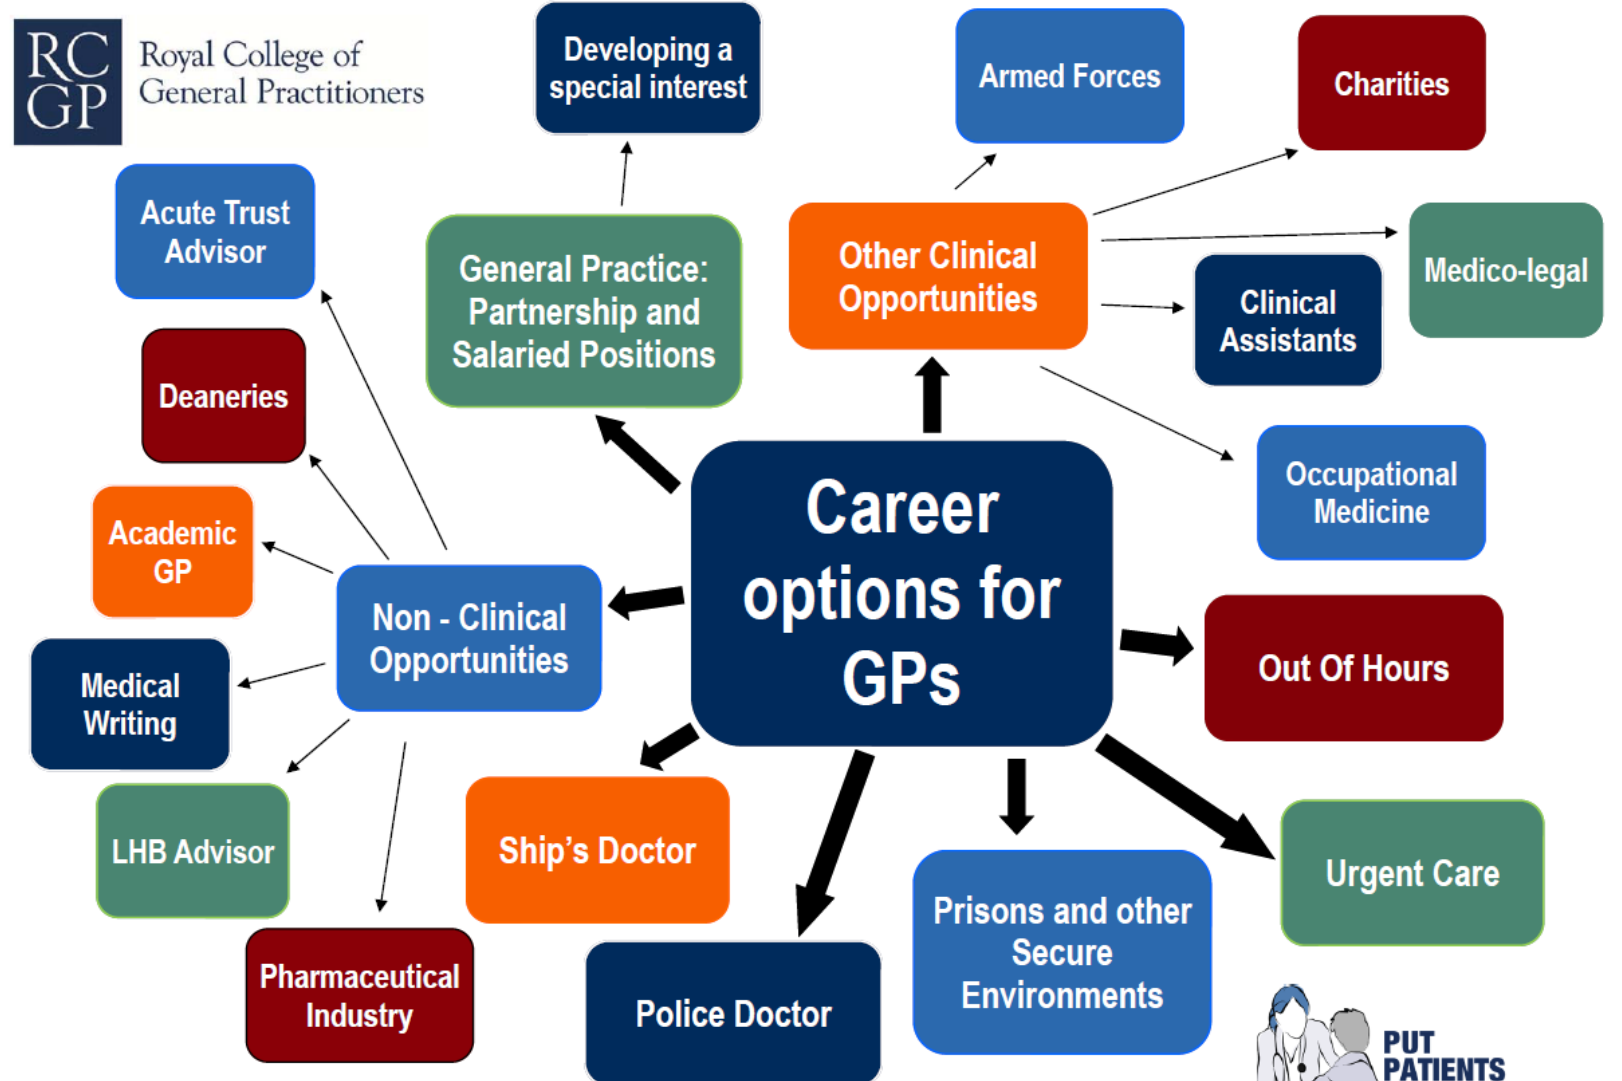 RC
GP
Royal College of
General Practitioners
Developing a
special interest
Armed Forces
Charities
Acute Trust
Advisor
General Practice:
Partnership and
Salaried Positions
Other Clinical
Opportunities
Medico-legal
Clinical
Assistants
Deaneries
Occupational
Medicine
Academic
GP
Career
options for
GPs
Non - Clinical
Opportunities
Out Of Hours
Medical
Writing
LHB Advisor
Ship's Doctor
Urgent Care
Prisons and other
Secure
Environments
Pharmaceutical
Industry
Police Doctor
PUT
PATIENTS